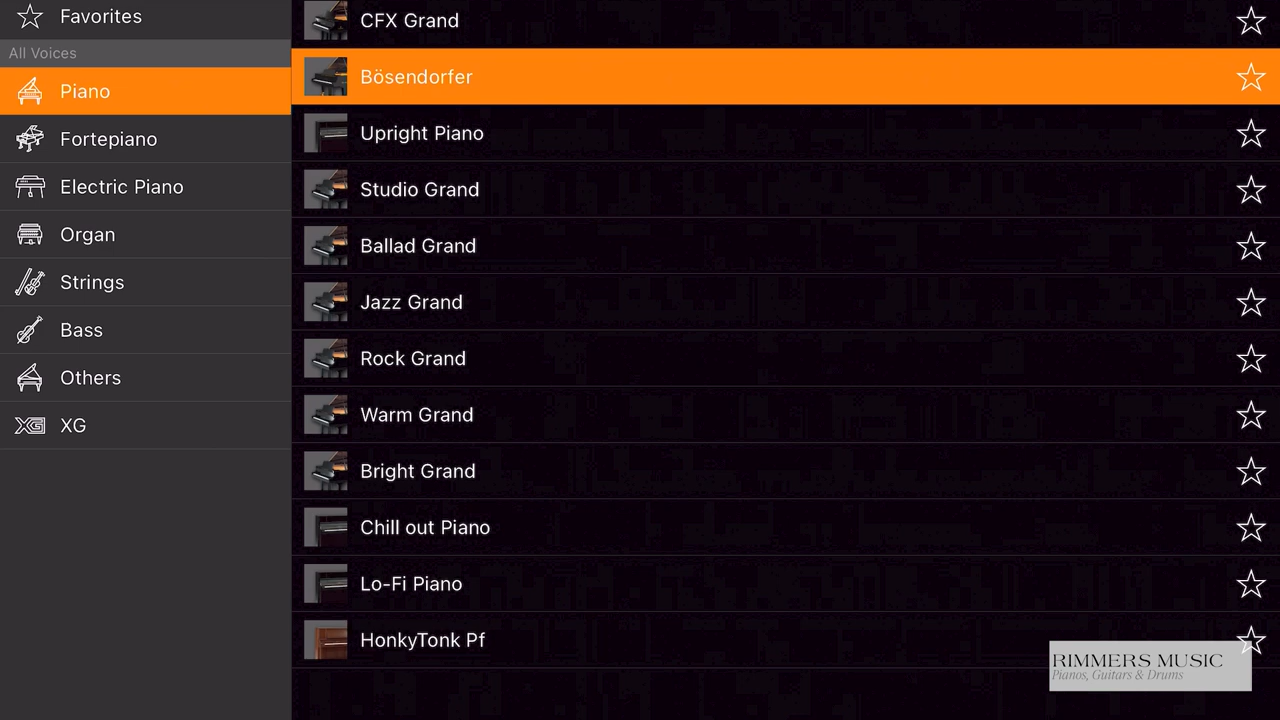 Favorites
All Voices
Piano
Fortepiano
Electric Piano
Organ
Strings
Bass
Others
XG
XG
CFX Grand
Bösendorfer
Upright Piano
Studio Grand
Ballad Grand
Jazz Grand
Rock Grand
Warm Grand
Bright Grand
Chill out Piano
Lo-Fi Piano
HonkyTonk Pf
RIMMERS MUSIC
Pianos, Guitars & Drums